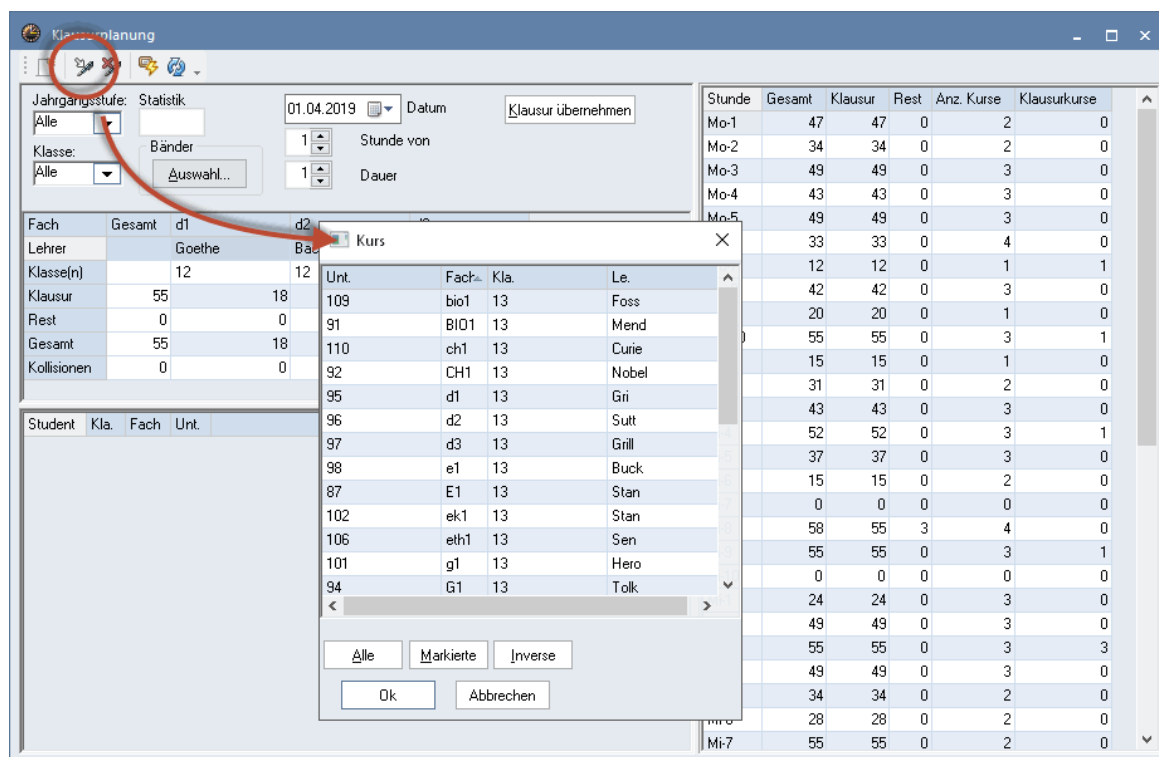 Klausurplanung
Jahrgangsstufe: Statistik
Alle
01.04.2019 Datum Klausur übernehmen
Klasse: Bänder
1 Stunde von
Alle Auswahl...
1 Dauer
Fach Gesamt d1 d2
Lehrer Goethe
Klasse(n) 12 12
Klausur 55 18
Rest 0 0
Gesamt 55 18
Kollisionen 0 0
Student Kla. Fach Unt.
Kurs
Unt. Fach Kla. Le.
109 bio1 13 Foss
91 BIO1 13 Mend
110 ch1 13 Curie
92 CH1 13 Nobel
95 d1 13 Gri
96 d2 13 Sutt
97 d3 13 Grill
98 e1 13 Buck
87 E1 13 Stan
102 ek1 13 Stan
106 eth1 13 Sen
101 g1 13 Hero
94 G1 13 Tolk
Alle Markierte Inverse
Ok Abbrechen
Stunde Gesamt Klausur Rest Anz. Kurse Klausurkurse
Mo-1 47 47 0 2 0
Mo-2 34 34 0 2 0
Mo-3 49 49 0 3 0
Mo-4 43 43 0 3 0
Mo-5 49 49 0 3 0
33 33 0 4 0
12 12 0 1 1
42 42 0 3 0
20 20 0 1 0
55 55 0 3 1
15 15 0 1 0
31 31 0 2 0
43 43 0 3 0
52 52 0 3 1
37 37 0 3 0
15 15 0 2 0
0 0 0 0 0
58 55 3 4 0
55 55 0 3 1
0 0 0 0 0
24 24 0 3 0
49 49 0 3 0
55 55 0 3 3
49 49 0 3 0
34 34 0 2 0
28 28 0 2 0
Mi-7 55 55 0 2 0